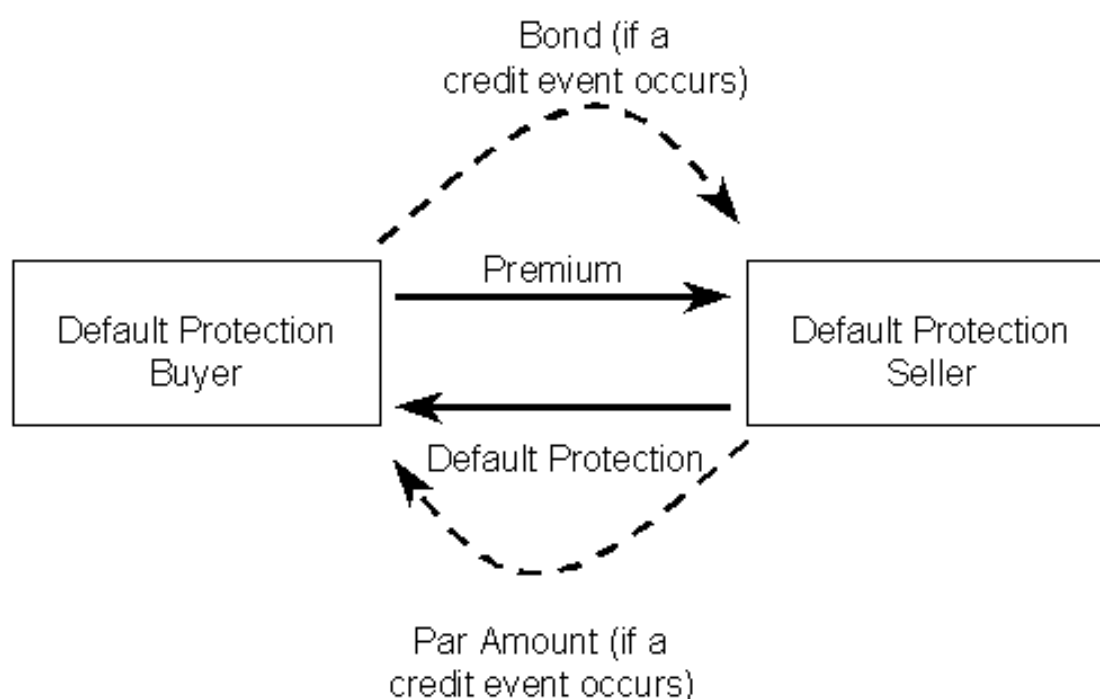 Bond (if a
credit event occurs)
Premium
Default Protection
Buyer
Default Protection
Seller
Default Protection
Par Amount (if a
credit event occurs)